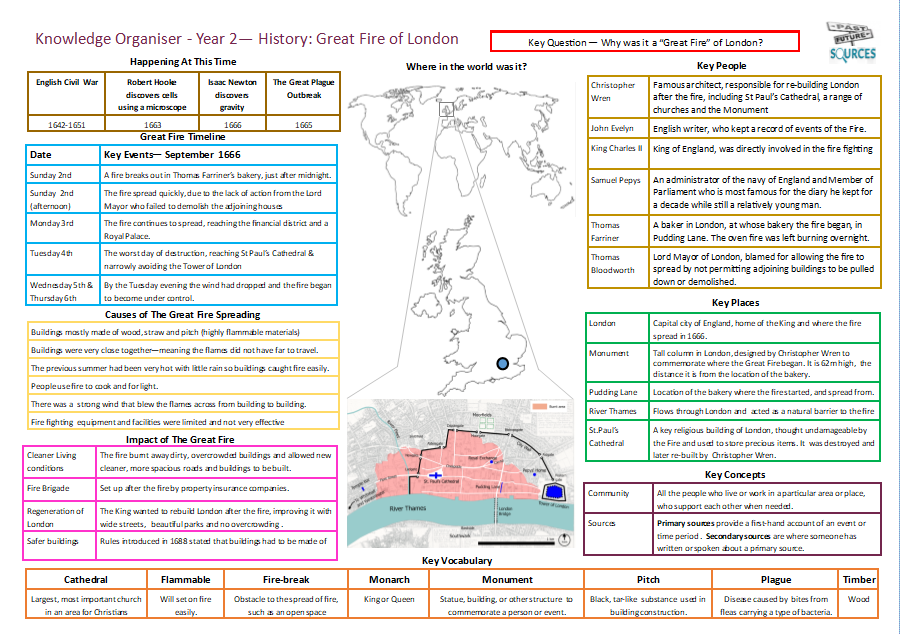 Knowledge Organiser - Year 2— History: Great Fire of London
Key Question — Why was it a “Great Fire” of London?
PAST
FUTURE
SOURCES
Happening At This Time
English Civil War
Robert Hooke
discovers cells
using a microscope
Isaac Newton
discovers
gravity
The Great Plague
Outbreak
1642-1651
1663
1666
1665
Great Fire Timeline
Date
Key Events— September 1666
Sunday 2nd
A fire breaks out in Thomas Farriner’s bakery, just after midnight.
Sunday 2nd
(afternoon)
The fire spread quickly, due to the lack of action from the Lord
Mayor who failed to demolish the adjoining houses
Monday 3rd
The fire continues to spread, reaching the financial district and a
Royal Palace.
Tuesday 4th
The worst day of destruction, reaching St Paul’s Cathedral &
narrowly avoiding the Tower of London
Wednesday 5th &
Thursday 6th
By the Tuesday evening the wind had dropped and the fire began
to become under control.
Causes of The Great Fire Spreading
Buildings mostly made of wood, straw and pitch (highly flammable materials)
Buildings were very close together—meaning the flames did not have far to travel.
The previous summer had been very hot with little rain so buildings caught fire easily.
People use fire to cook and for light.
There was a strong wind that blew the flames across from building to building.
Fire fighting equipment and facilities were limited and not very effective
Impact of The Great Fire
Cleaner Living
conditions
The fire burnt away dirty, overcrowded buildings and allowed new
cleaner, more spacious roads and buildings to be built.
Fire Brigade
Set up after the fire by property insurance companies.
Regeneration of
London
The King wanted to rebuild London after the fire, improving it with
wide streets, beautiful parks and no overcrowding .
Safer buildings
Rules introduced in 1688 stated that buildings had to be made of
Where in the world was it?
Burnt area
Moorfields
Royal Exchange
St. Paul's Cathedral
Pudding Lane
River Thames
London
Bridge
Southwark
Key People
Christopher
Wren
Famous architect, responsible for re-building London
after the fire, including St Paul’s Cathedral, a range of
churches and the Monument
John Evelyn
English writer, who kept a record of events of the Fire.
King Charles II
King of England, was directly involved in the fire fighting
Samuel Pepys
An administrator of the navy of England and Member of
Parliament who is most famous for the diary he kept for
a decade while still a relatively young man.
Thomas
Farriner
A baker in London, at whose bakery the fire began, in
Pudding Lane. The oven fire was left burning overnight.
Thomas
Bloodworth
Lord Mayor of London, blamed for allowing the fire to
spread by not permitting adjoining buildings to be pulled
down or demolished.
Key Places
London
Capital city of England, home of the King and where the fire
spread in 1666.
Monument
Tall column in London, designed by Christopher Wren to
commemorate where the Great Fire began. It is 62m high, the
distance it is from the location of the bakery.
Pudding Lane
Location of the bakery where the fire started, and spread from.
River Thames
Flows through London and acted as a natural barrier to the fire
St.Paul’s
Cathedral
A key religious building of London, thought undamageable by
the Fire and used to store precious items. It was destroyed and
later re-built by Christopher Wren.
Key Concepts
Community
All the people who live or work in a particular area or place,
who support each other when needed.
Sources
Primary sources provide a first-hand account of an event or
time period . Secondary sources are where someone has
written or spoken about a primary source.
Key Vocabulary
Cathedral
Flammable
Fire-break
Monarch
Monument
Pitch
Plague
Timber
Largest, most important church
in an area for Christians
Will set on fire
easily.
Obstacle to the spread of fire,
such as an open space
King or Queen
Statue, building, or other structure to
commemorate a person or event.
Black, tar-like substance used in
building construction.
Disease caused by bites from
fleas carrying a type of bacteria.
Wood